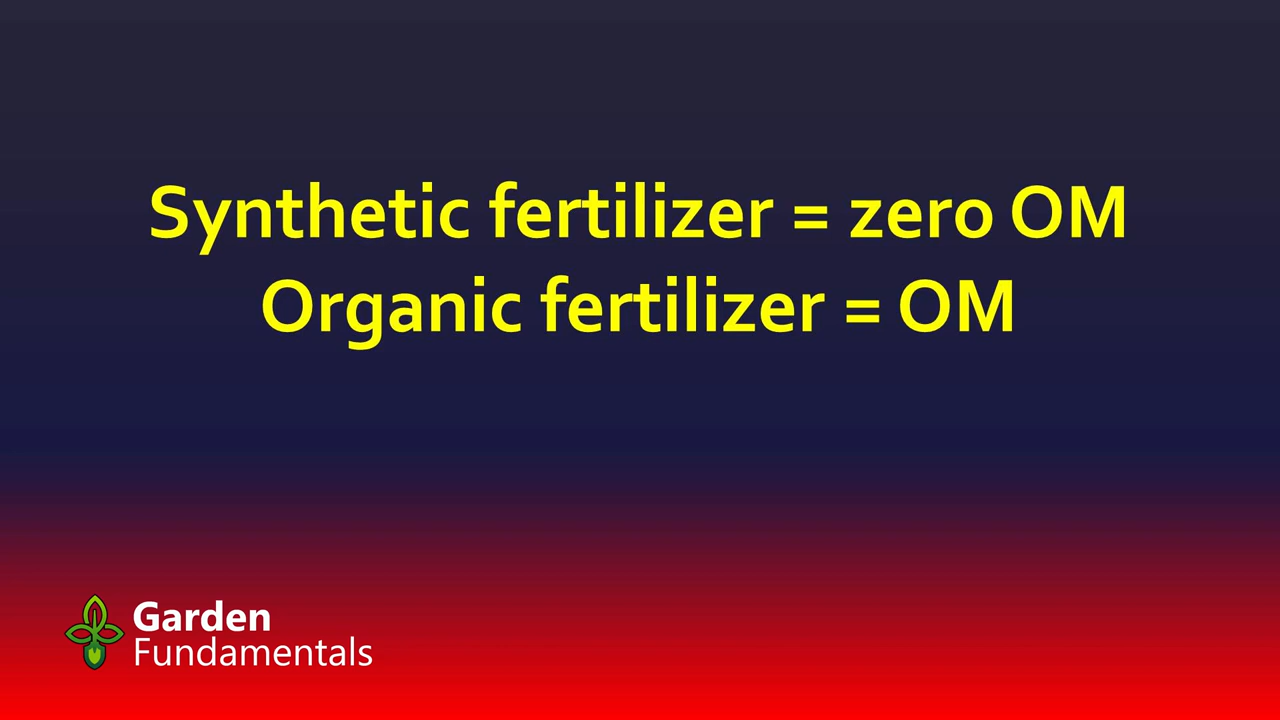 Synthetic fertilizer = zero OM
Organic fertilizer = OM
Garden
Fundamentals